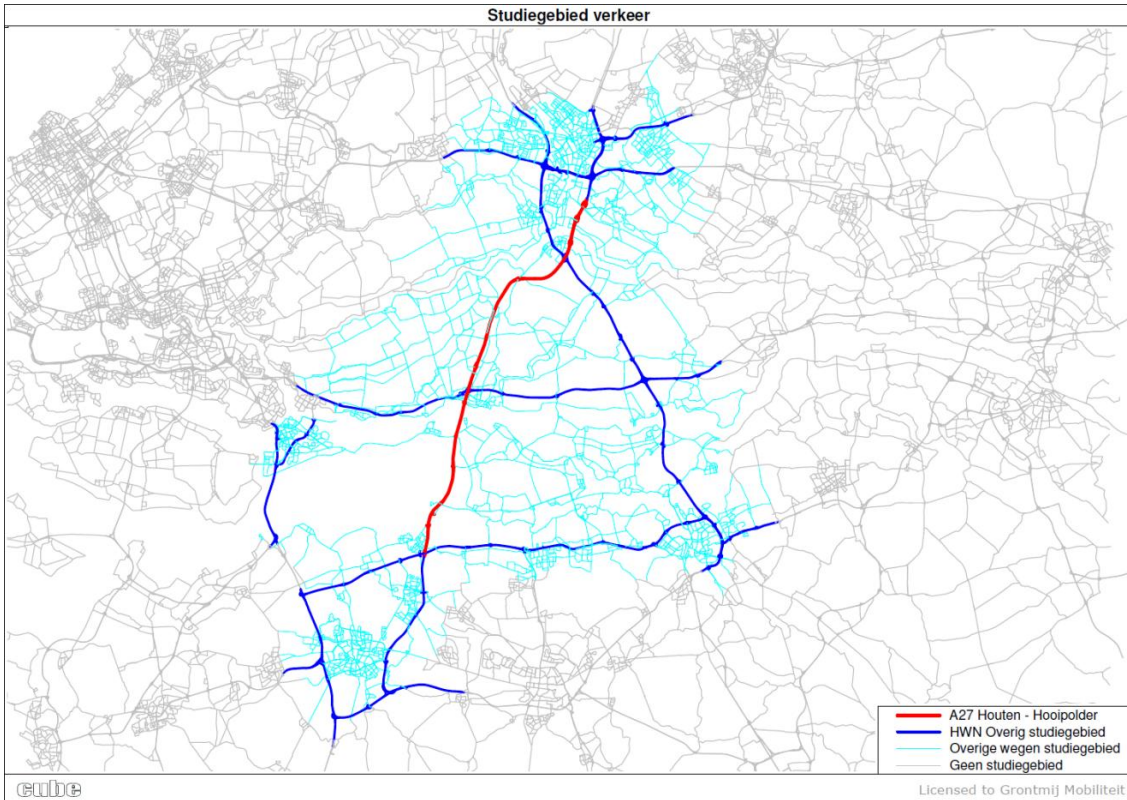 Studiegebied verkeer
A27 Houten - Hooipolder
HWN Overig studiegebied
Overige wegen studiegebied
Geen studiegebied
cube
Licensed to Grontmij Mobiliteit